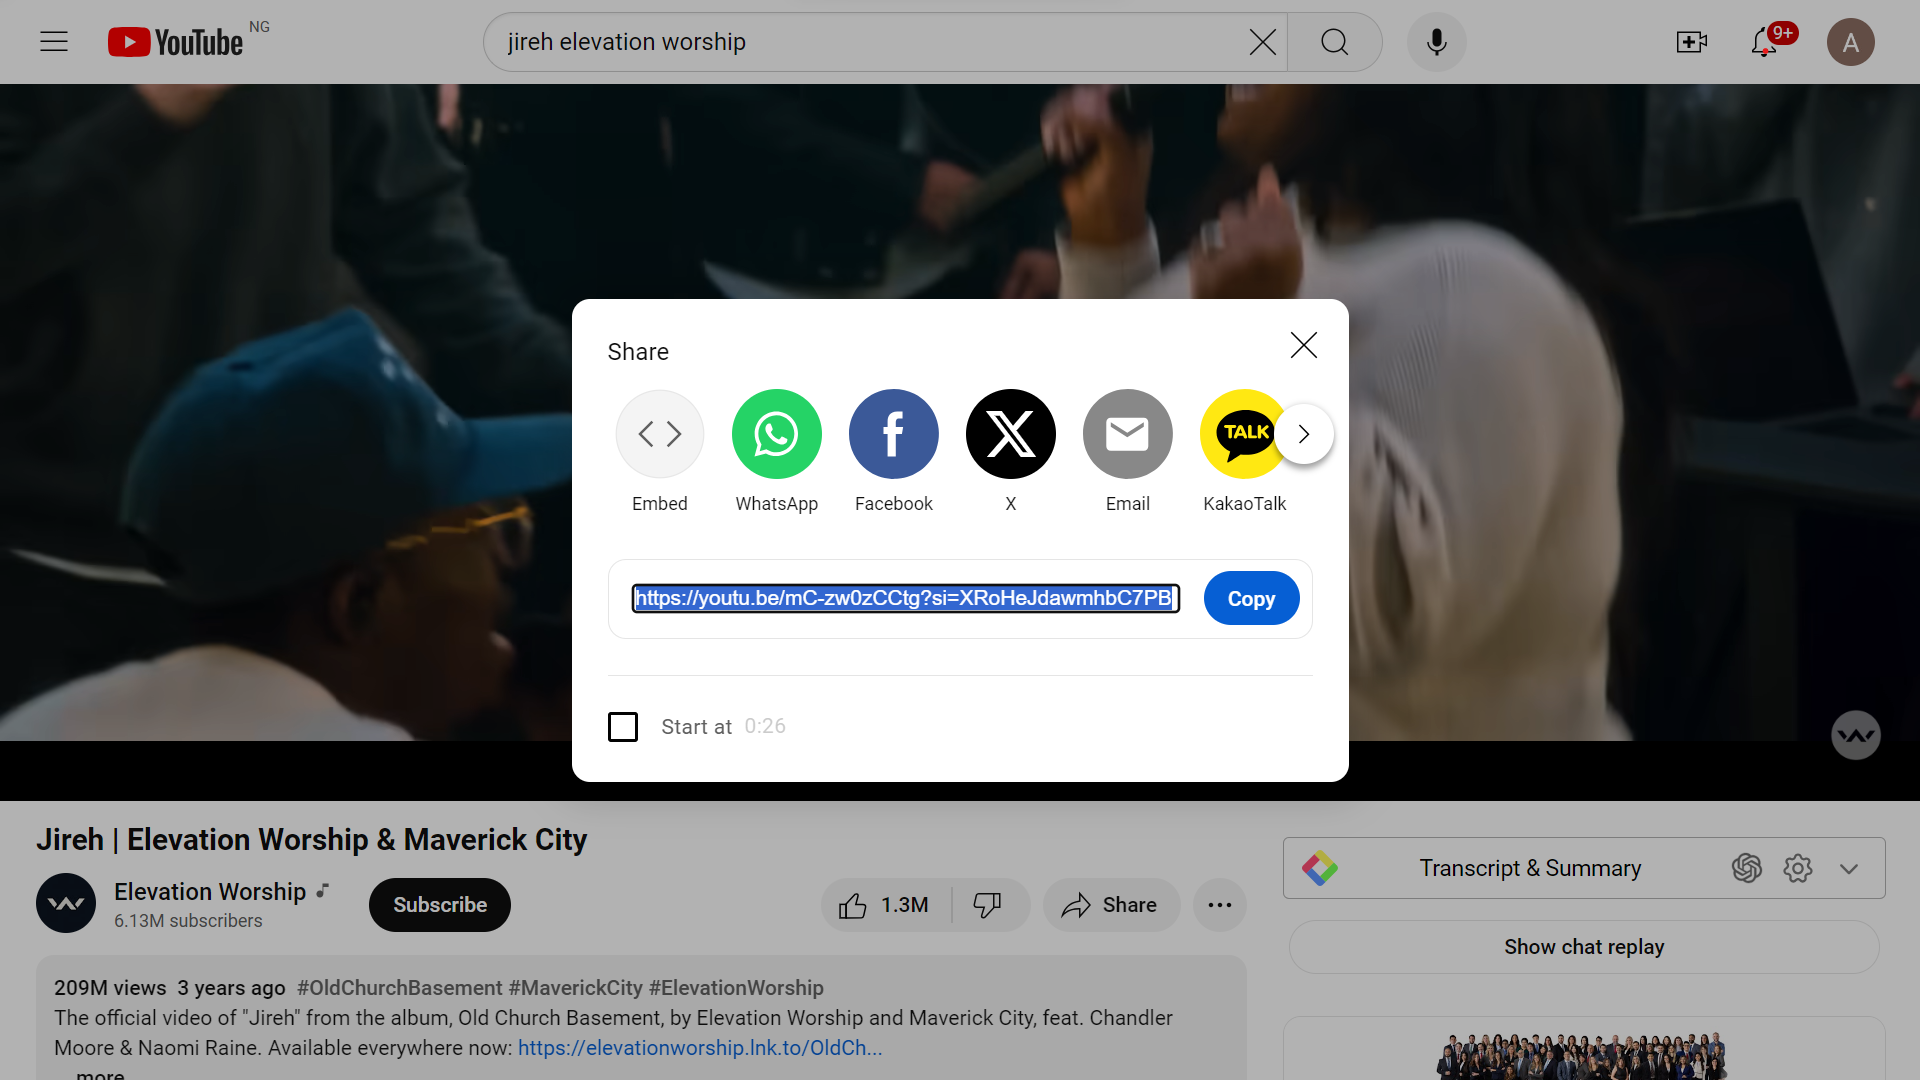 YouTube NG
jireh elevation worship
9+
A
Share
TALK
Embed WhatsApp Facebook X Email KakaoTalk
https://youtu.be/mC-zw0zCCtg?si=XRoHeJdawmhbC7PB
Copy
Start at 0:26
Jireh | Elevation Worship & Maverick City
Elevation Worship
6.13M subscribers
Subscribe
1.3M
Share
Transcript & Summary
Show chat replay
209M views 3 years ago #OldChurchBasement #MaverickCity #ElevationWorship
The official video of "Jireh" from the album, Old Church Basement, by Elevation Worship and Maverick City, feat. Chandler
Moore & Naomi Raine. Available everywhere now: https://elevationworship.lnk.to/OldCh...
...more